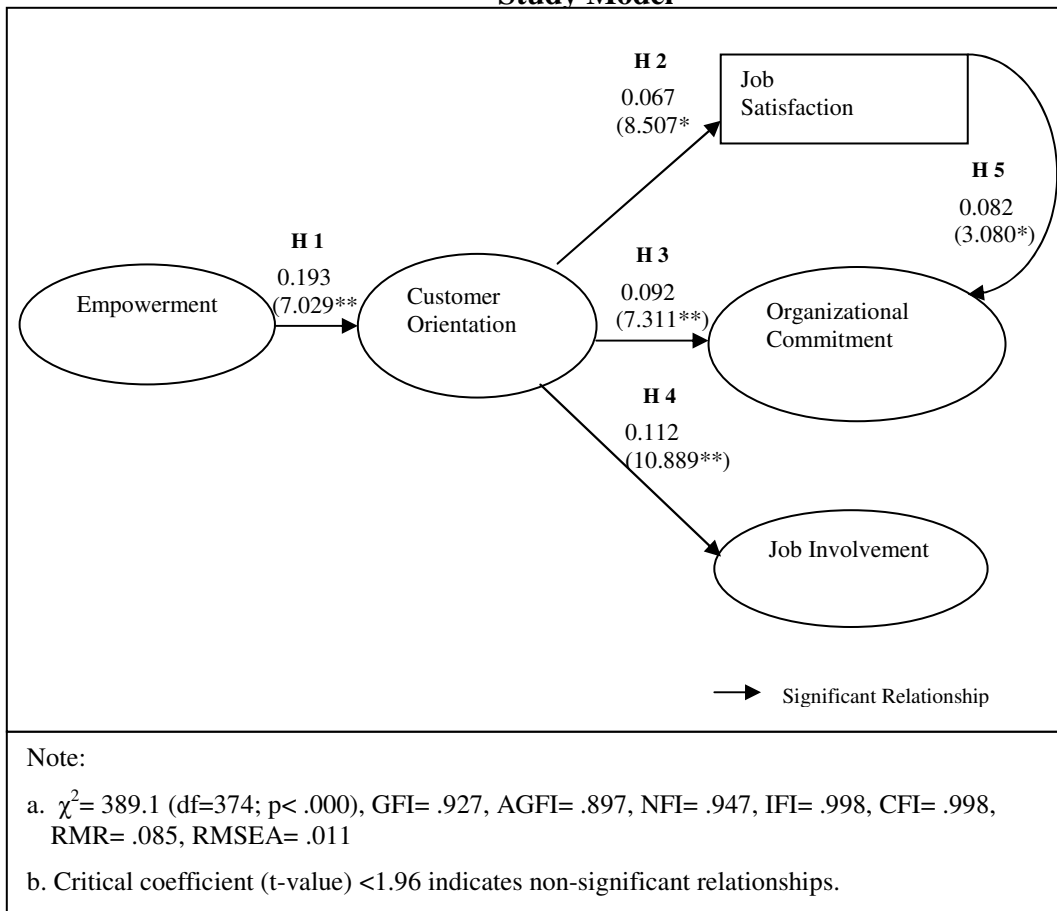 Study Model
H 2
0.067
(8.507*
Job
Satisfaction
H 5
0.082
(3.080*)
H 1
0.193
(7.029**
Empowerment
Customer
Orientation
H 3
0.092
(7.311**)
Organizational
Commitment
H 4
0.112
(10.889**)
Job Involvement
Significant Relationship
Note:
a. χ²= 389.1 (df=374; p< .000), GFI= .927, AGFI= .897, NFI= .947, IFI= .998, CFI= .998,
RMR= .085, RMSEA= .011
b. Critical coefficient (t-value) <1.96 indicates non-significant relationships.